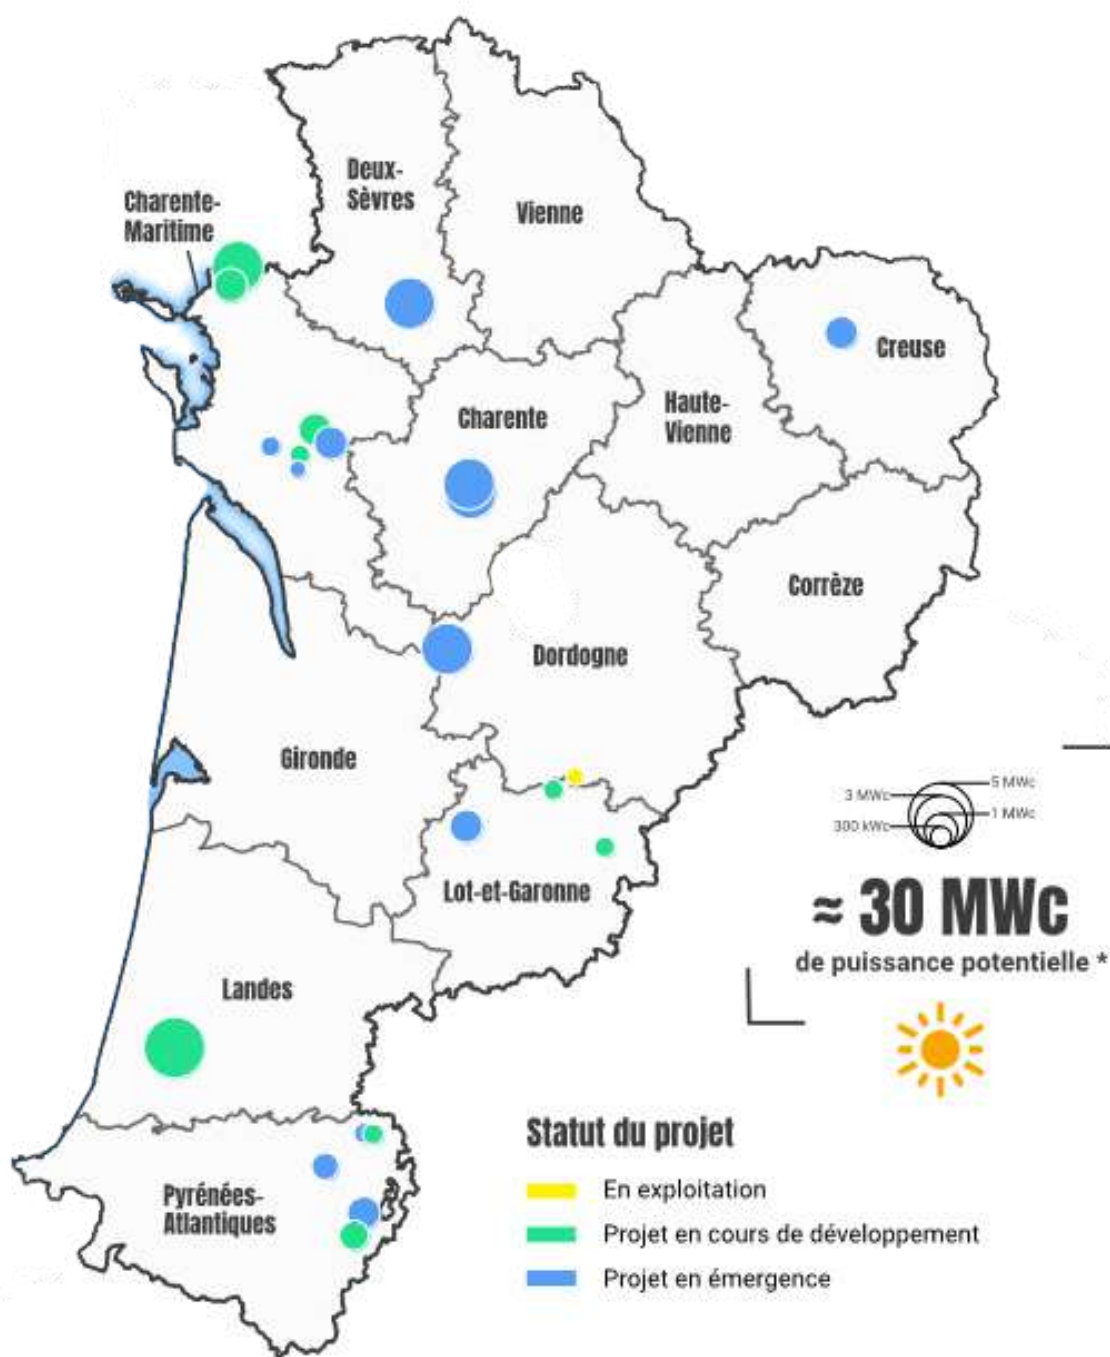 Deux-
Sèvres
Charente-
Maritime
Vienne
Creuse
Charente
Haute-
Vienne
Corrèze
Dordogne
Gironde
5 MWc
3 MWc
1 MWc
300 kWc
Lot-et-Garonne
≈ 30 MWc
de puissance potentielle *
Landes
Statut du projet
En exploitation
Pyrénées-
Atlantiques
Projet en cours de développement
Projet en émergence